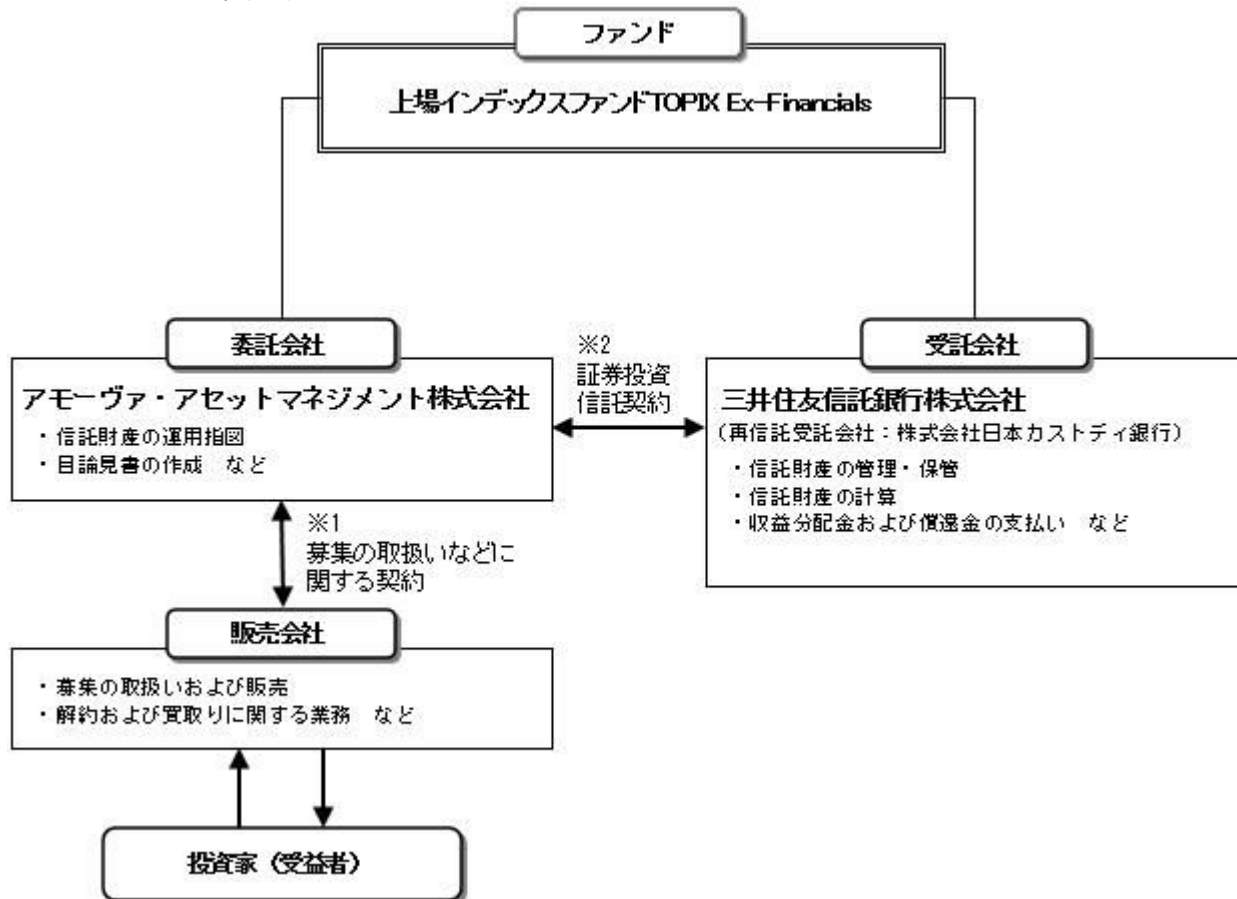 ファンド
上場インデックスファンドTOPIX Ex-Financials
委託会社
アモーヴァ・アセットマネジメント株式会社
・信託財産の運用指図
・目論見書の作成 など
※2
証券投資
信託契約
受託会社
三井住友信託銀行株式会社
（再信託受託会社：株式会社日本カストディ銀行）
・信託財産の管理・保管
・信託財産の計算
・収益分配金および償還金の支払い など
※1
募集の取扱いなどに
関する契約
販売会社
・募集の取扱いおよび販売
・解約および買取りに関する業務 など
投資家（受益者）